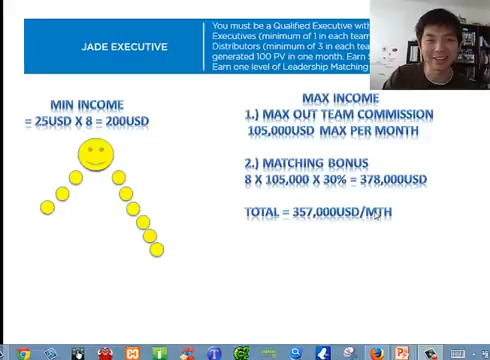 JADE EXECUTIVE
You must be a Qualified Executive with
Executives (minimum of 1 in each team
Distributors (minimum of 3 in each tea
generated 100 PV in one month. Earn
Earn one level of Leadership Matching
MIN INCOME
= 25USD X 8 = 200USD
MAX INCOME
1.) MAX OUT TEAM COMMISSION
105,000USD MAX PER MONTH
2.) MATCHING BONUS
8 X 105,000 X 30% = 378,000USD
TOTAL = 357,000USD/MTH